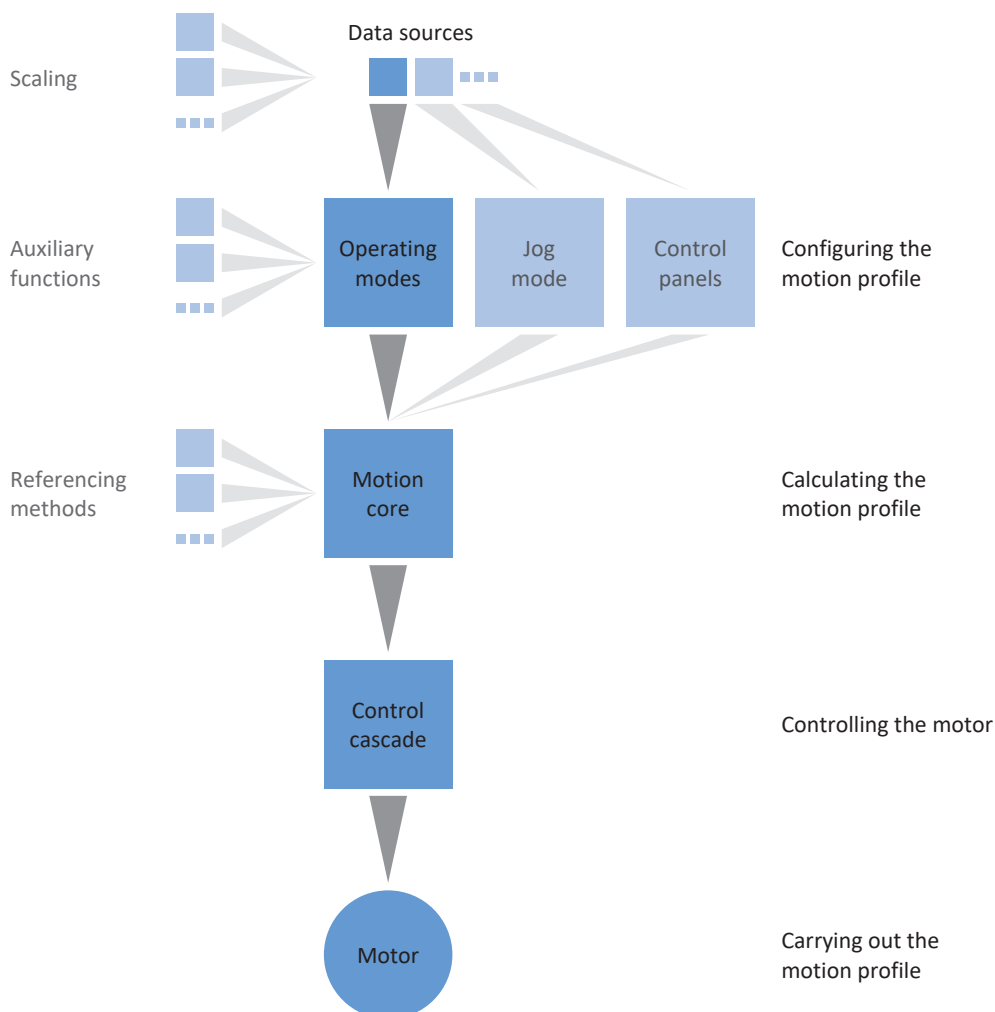 Data sources
Scaling
Auxiliary
functions
Operating
modes
Jog
mode
Control
panels
Configuring the
motion profile
Referencing
methods
Motion
core
Calculating the
motion profile
Control
cascade
Controlling the motor
Motor
Carrying out the
motion profile